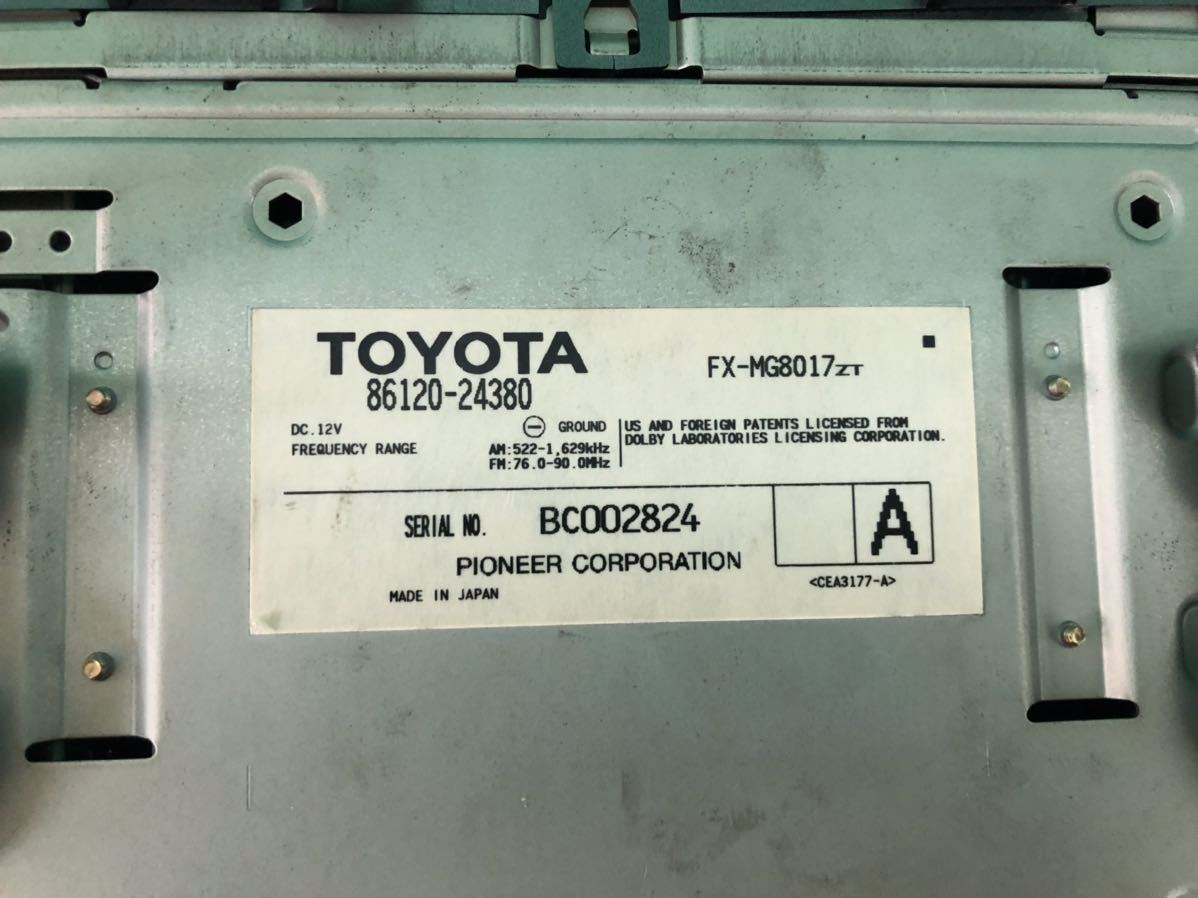 TOYOTA
86120-24380
FX-MG8017ZT
DC.12V
⊖ GROUND
FREQUENCY RANGE
AM:522-1,629kHz
FM:76.0-90.0MHz
US AND FOREIGN PATENTS LICENSED FROM
DOLBY LABORATORIES LICENSING CORPORATION.
SERIAL NO. BC002824
A
PIONEER CORPORATION
MADE IN JAPAN
<CEA3177-A>